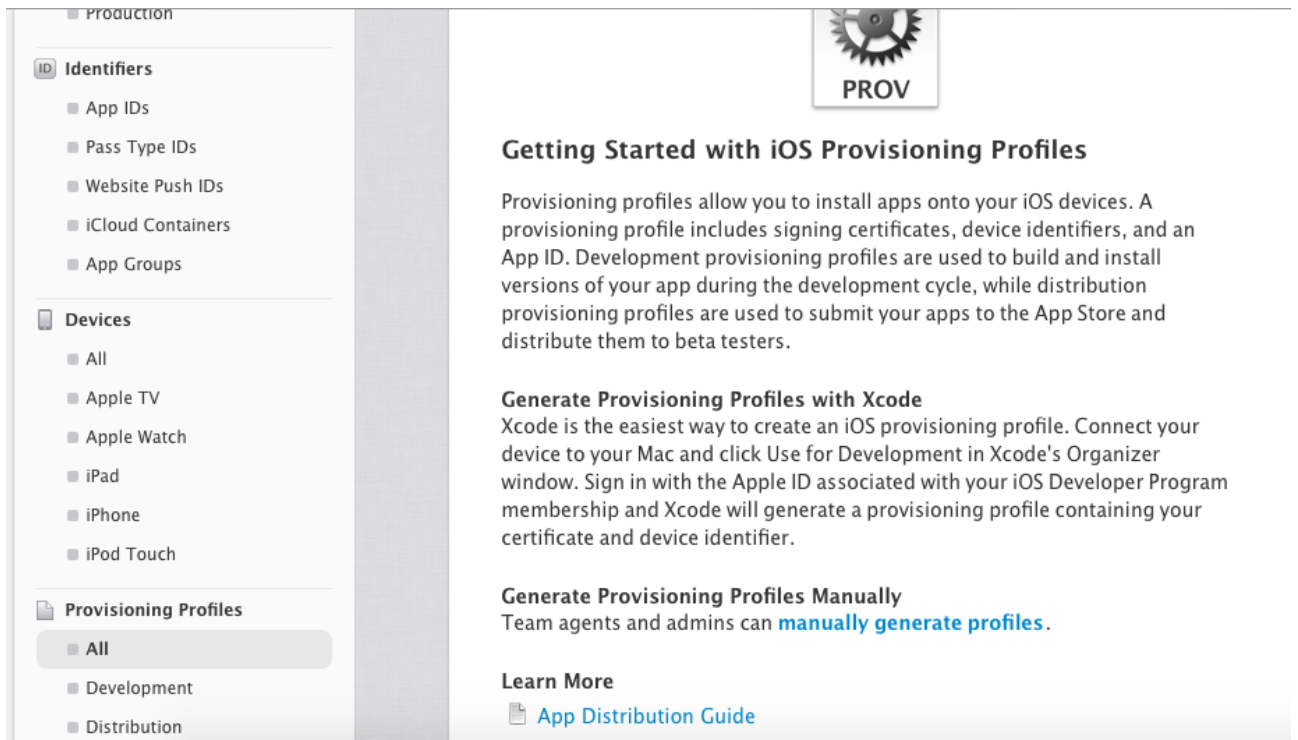 Production
ID Identifiers
App IDs
Pass Type IDs
Website Push IDs
iCloud Containers
App Groups
Devices
All
Apple TV
Apple Watch
iPad
iPhone
iPod Touch
Provisioning Profiles
All
Development
Distribution
PROV
Getting Started with iOS Provisioning Profiles
Provisioning profiles allow you to install apps onto your iOS devices. A
provisioning profile includes signing certificates, device identifiers, and an
App ID. Development provisioning profiles are used to build and install
versions of your app during the development cycle, while distribution
provisioning profiles are used to submit your apps to the App Store and
distribute them to beta testers.
Generate Provisioning Profiles with Xcode
Xcode is the easiest way to create an iOS provisioning profile. Connect your
device to your Mac and click Use for Development in Xcode's Organizer
window. Sign in with the Apple ID associated with your iOS Developer Program
membership and Xcode will generate a provisioning profile containing your
certificate and device identifier.
Generate Provisioning Profiles Manually
Team agents and admins can manually generate profiles.
Learn More
App Distribution Guide